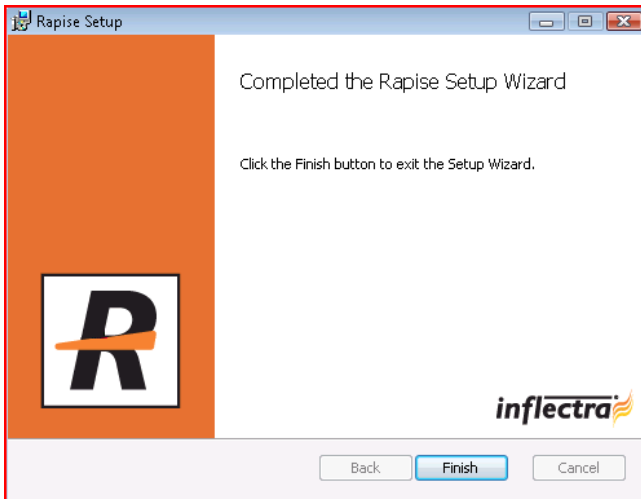 Rapise Setup
Completed the Rapise Setup Wizard
Click the Finish button to exit the Setup Wizard.
R
inflectra
Back Finish Cancel